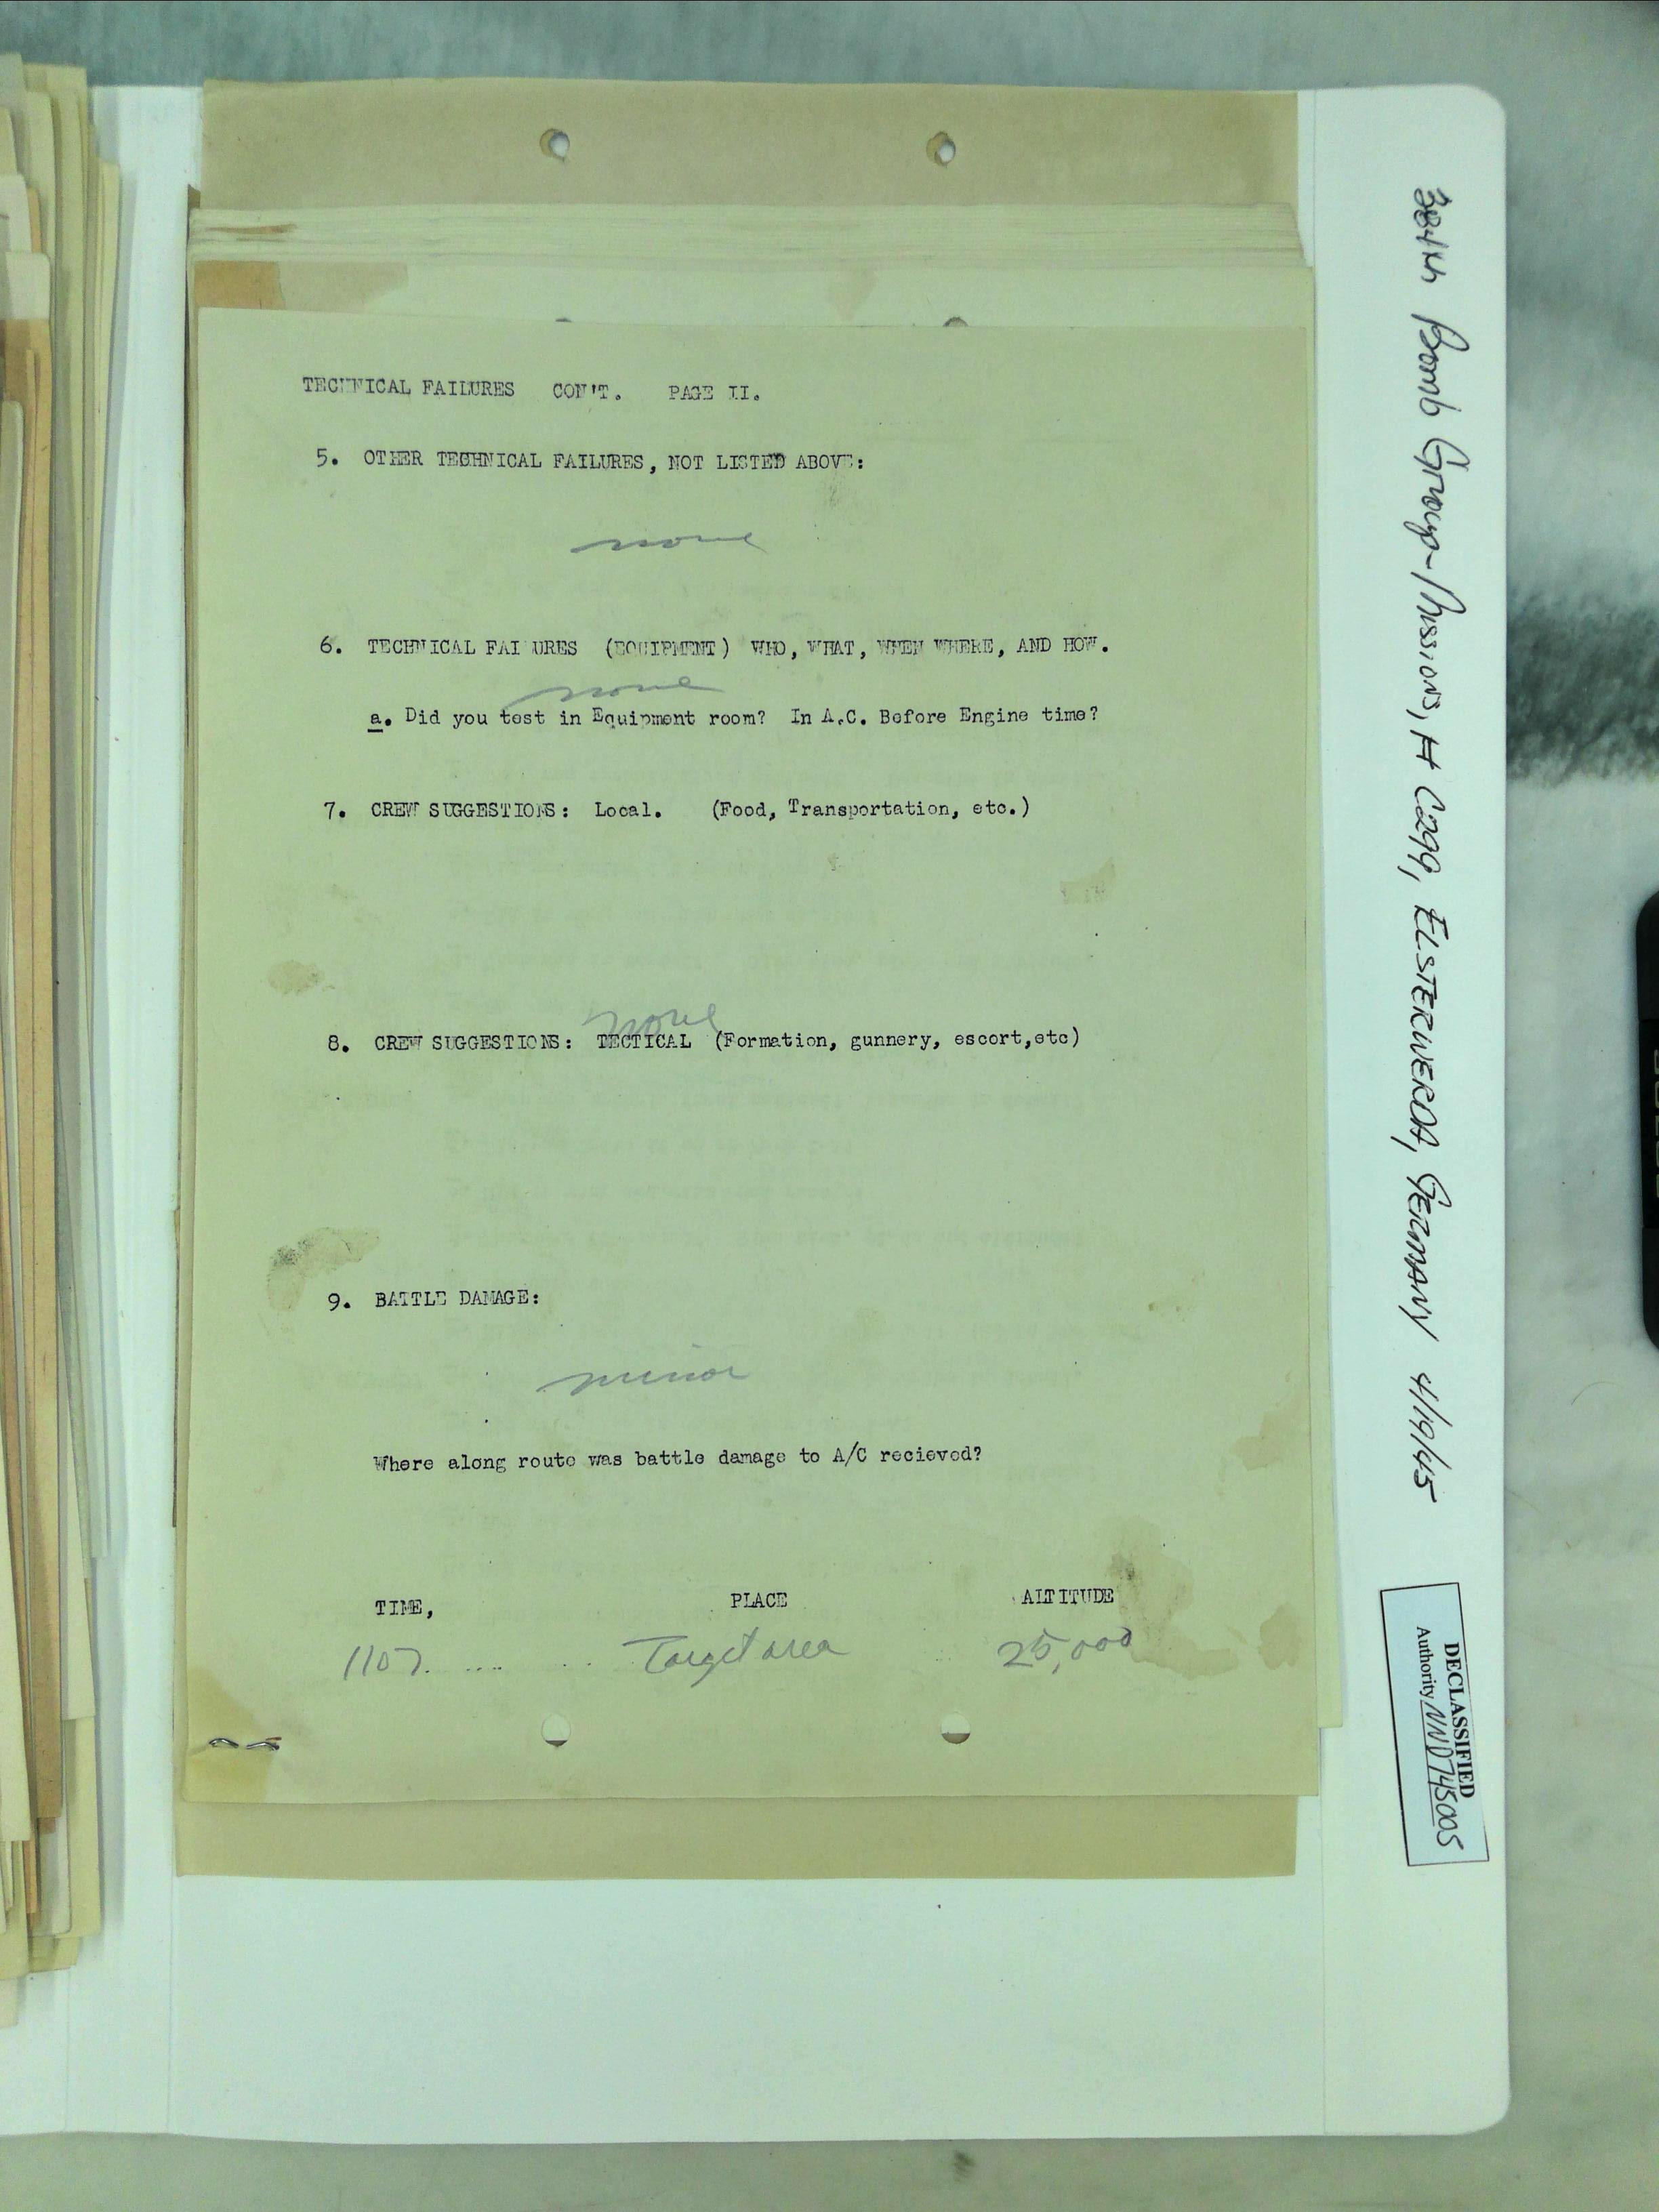 TECHNICAL FAILURES CON'T. PAGE II.
5. OTHER TECHNICAL FAILURES, NOT LISTED ABOVE:
none
6. TECHNICAL FAI URES (EQUIPMENT) WHO, WHAT, WHEN WHERE, AND HOW.
none
a. Did you test in Equipment room? In A.C. Before Engine time?
7. CREW SUGGESTIONS: Local. (Food, Transportation, etc.)
none
8. CREW SUGGESTIONS: TECTICAL (Formation, gunnery, escort,etc)
9. BATTLE DAMAGE:
minor
Where along route was battle damage to A/C recieved?
TIME, PLACE ALTITUDE
1107. Target area 25,000
384th Bomb Group - Missions, # C299, ELSTERWERDA, GERMANY 4/19/45
DECLASSIFIED
Authority NND 745005